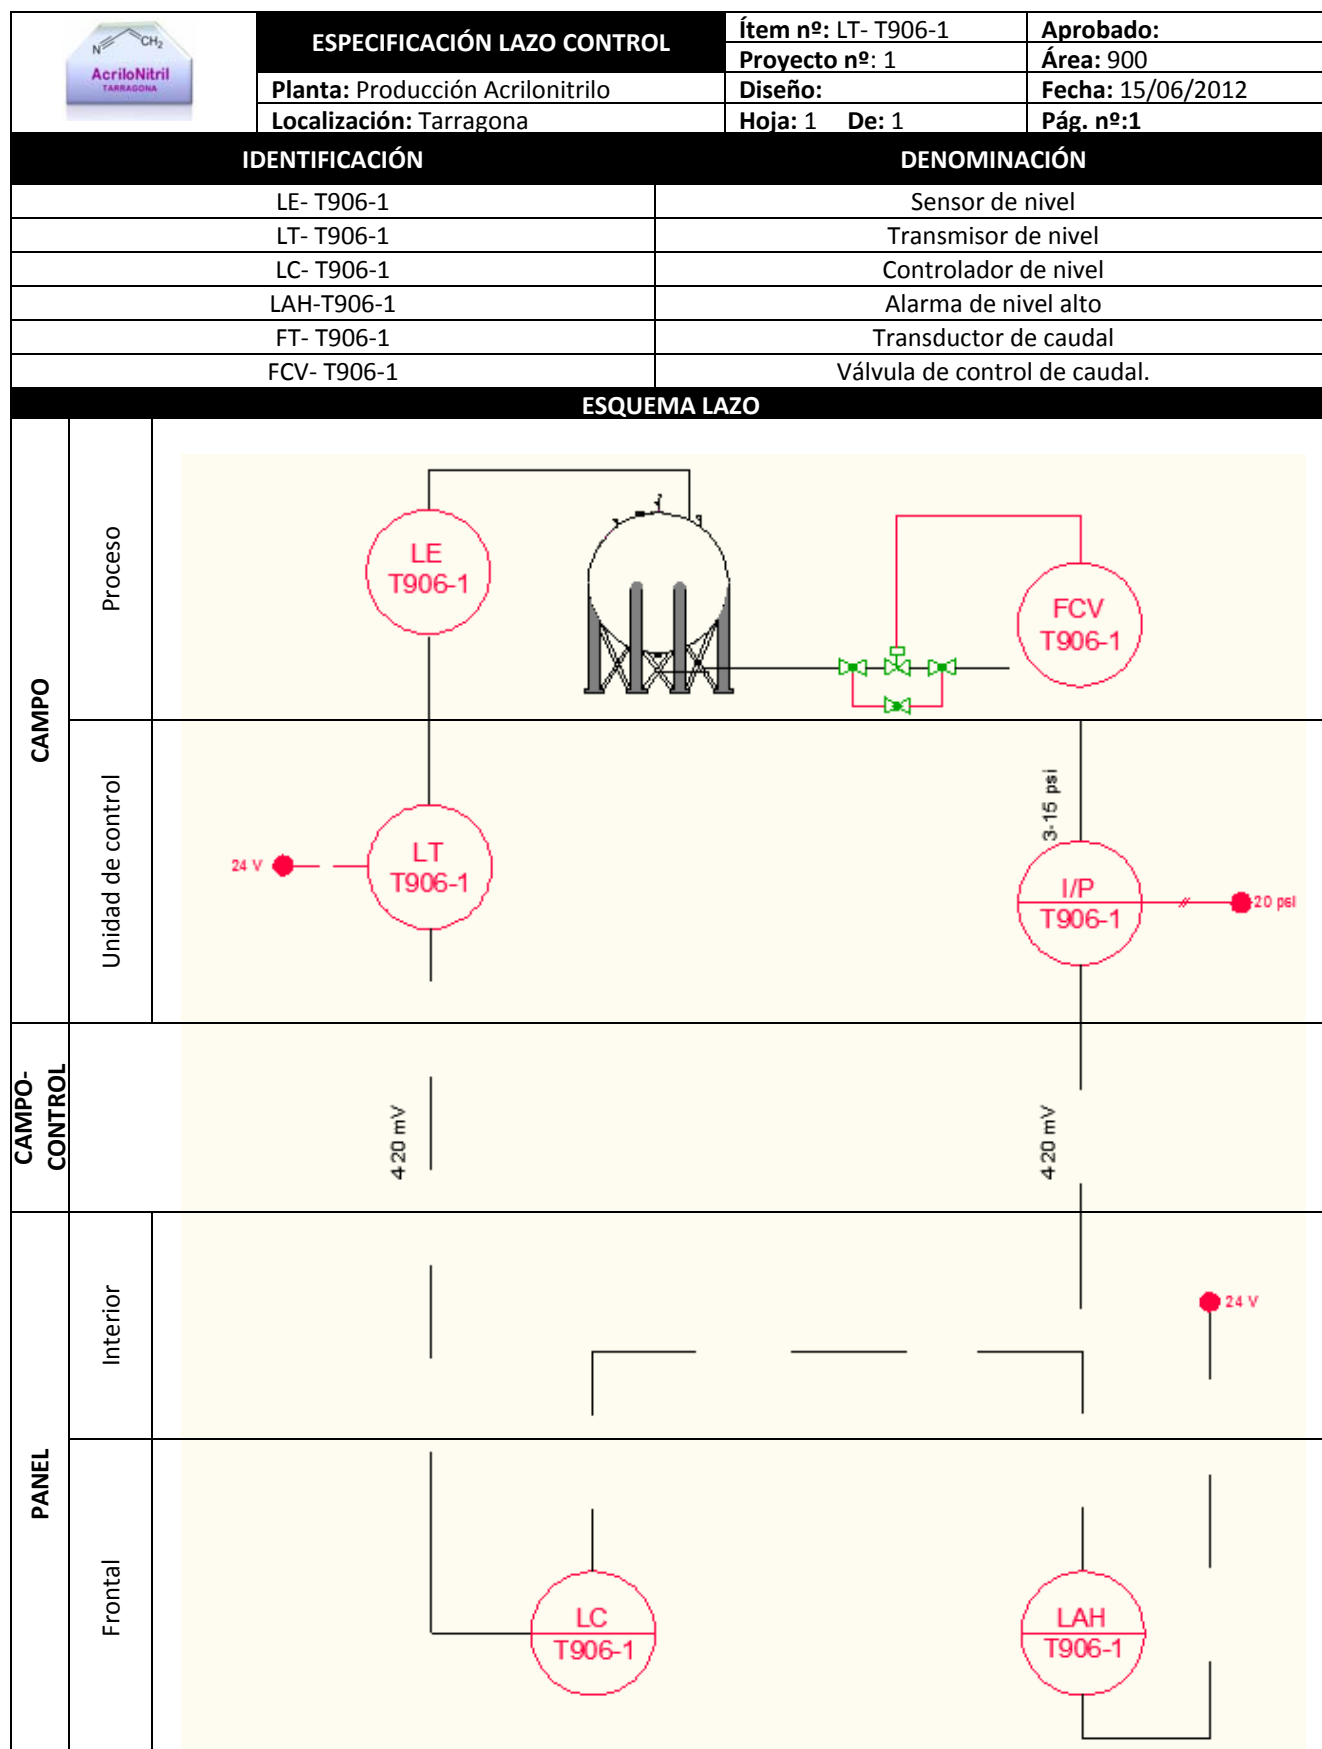 N
CH2
AcriloNitril
TARRAGONA
ESPECIFICACIÓN LAZO CONTROL
Ítem nº: LT- T906-1
Aprobado:
Proyecto nº: 1
Área: 900
Planta: Producción Acrilonitrilo
Diseño:
Fecha: 15/06/2012
Localización: Tarragona
Hoja: 1 De: 1
Pág. nº:1
IDENTIFICACIÓN
DENOMINACIÓN
LE- T906-1
Sensor de nivel
LT- T906-1
Transmisor de nivel
LC- T906-1
Controlador de nivel
LAH-T906-1
Alarma de nivel alto
FT- T906-1
Transductor de caudal
FCV- T906-1
Válvula de control de caudal.
ESQUEMA LAZO
CAMPO
Proceso
LE
T906-1
FCV
T906-1
Unidad de control
24 V
LT
T906-1
3-15 psi
I/P
T906-1
20 psi
CAMPO-
CONTROL
4-20 mV
4-20 mV
PANEL
Interior
24 V
Frontal
LC
T906-1
LAH
T906-1